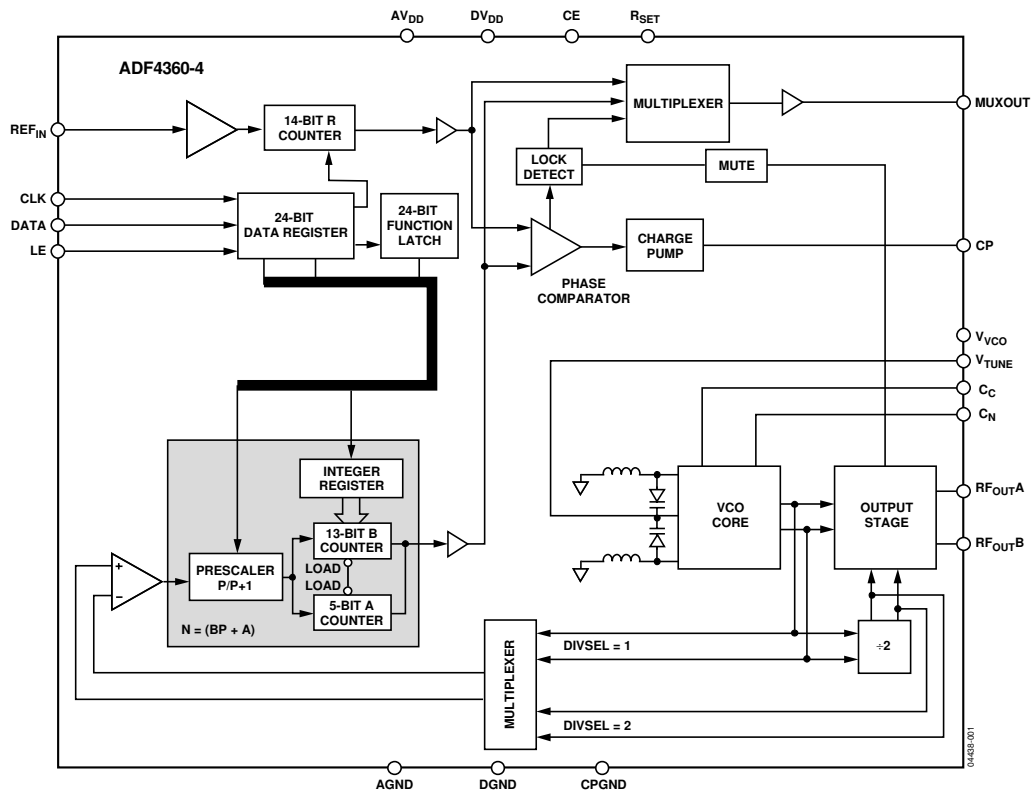 AVDD
DVDD
CE
RSET
ADF4360-4
MULTIPLEXER
MUXOUT
REFIN
14-BIT R
COUNTER
LOCK
DETECT
MUTE
CLK
DATA
LE
24-BIT
DATA REGISTER
24-BIT
FUNCTION
LATCH
CHARGE
PUMP
CP
PHASE
COMPARATOR
VVCO
VTUNE
CC
CN
INTEGER
REGISTER
13-BIT B
COUNTER
LOAD
LOAD
PRESCALER
P/P+1
5-BIT A
COUNTER
N = (BP + A)
+
−
VCO
CORE
OUTPUT
STAGE
RFOUTA
RFOUTB
MULTIPLEXER
DIVSEL = 1
÷2
DIVSEL = 2
04438-001
AGND
DGND
CPGND